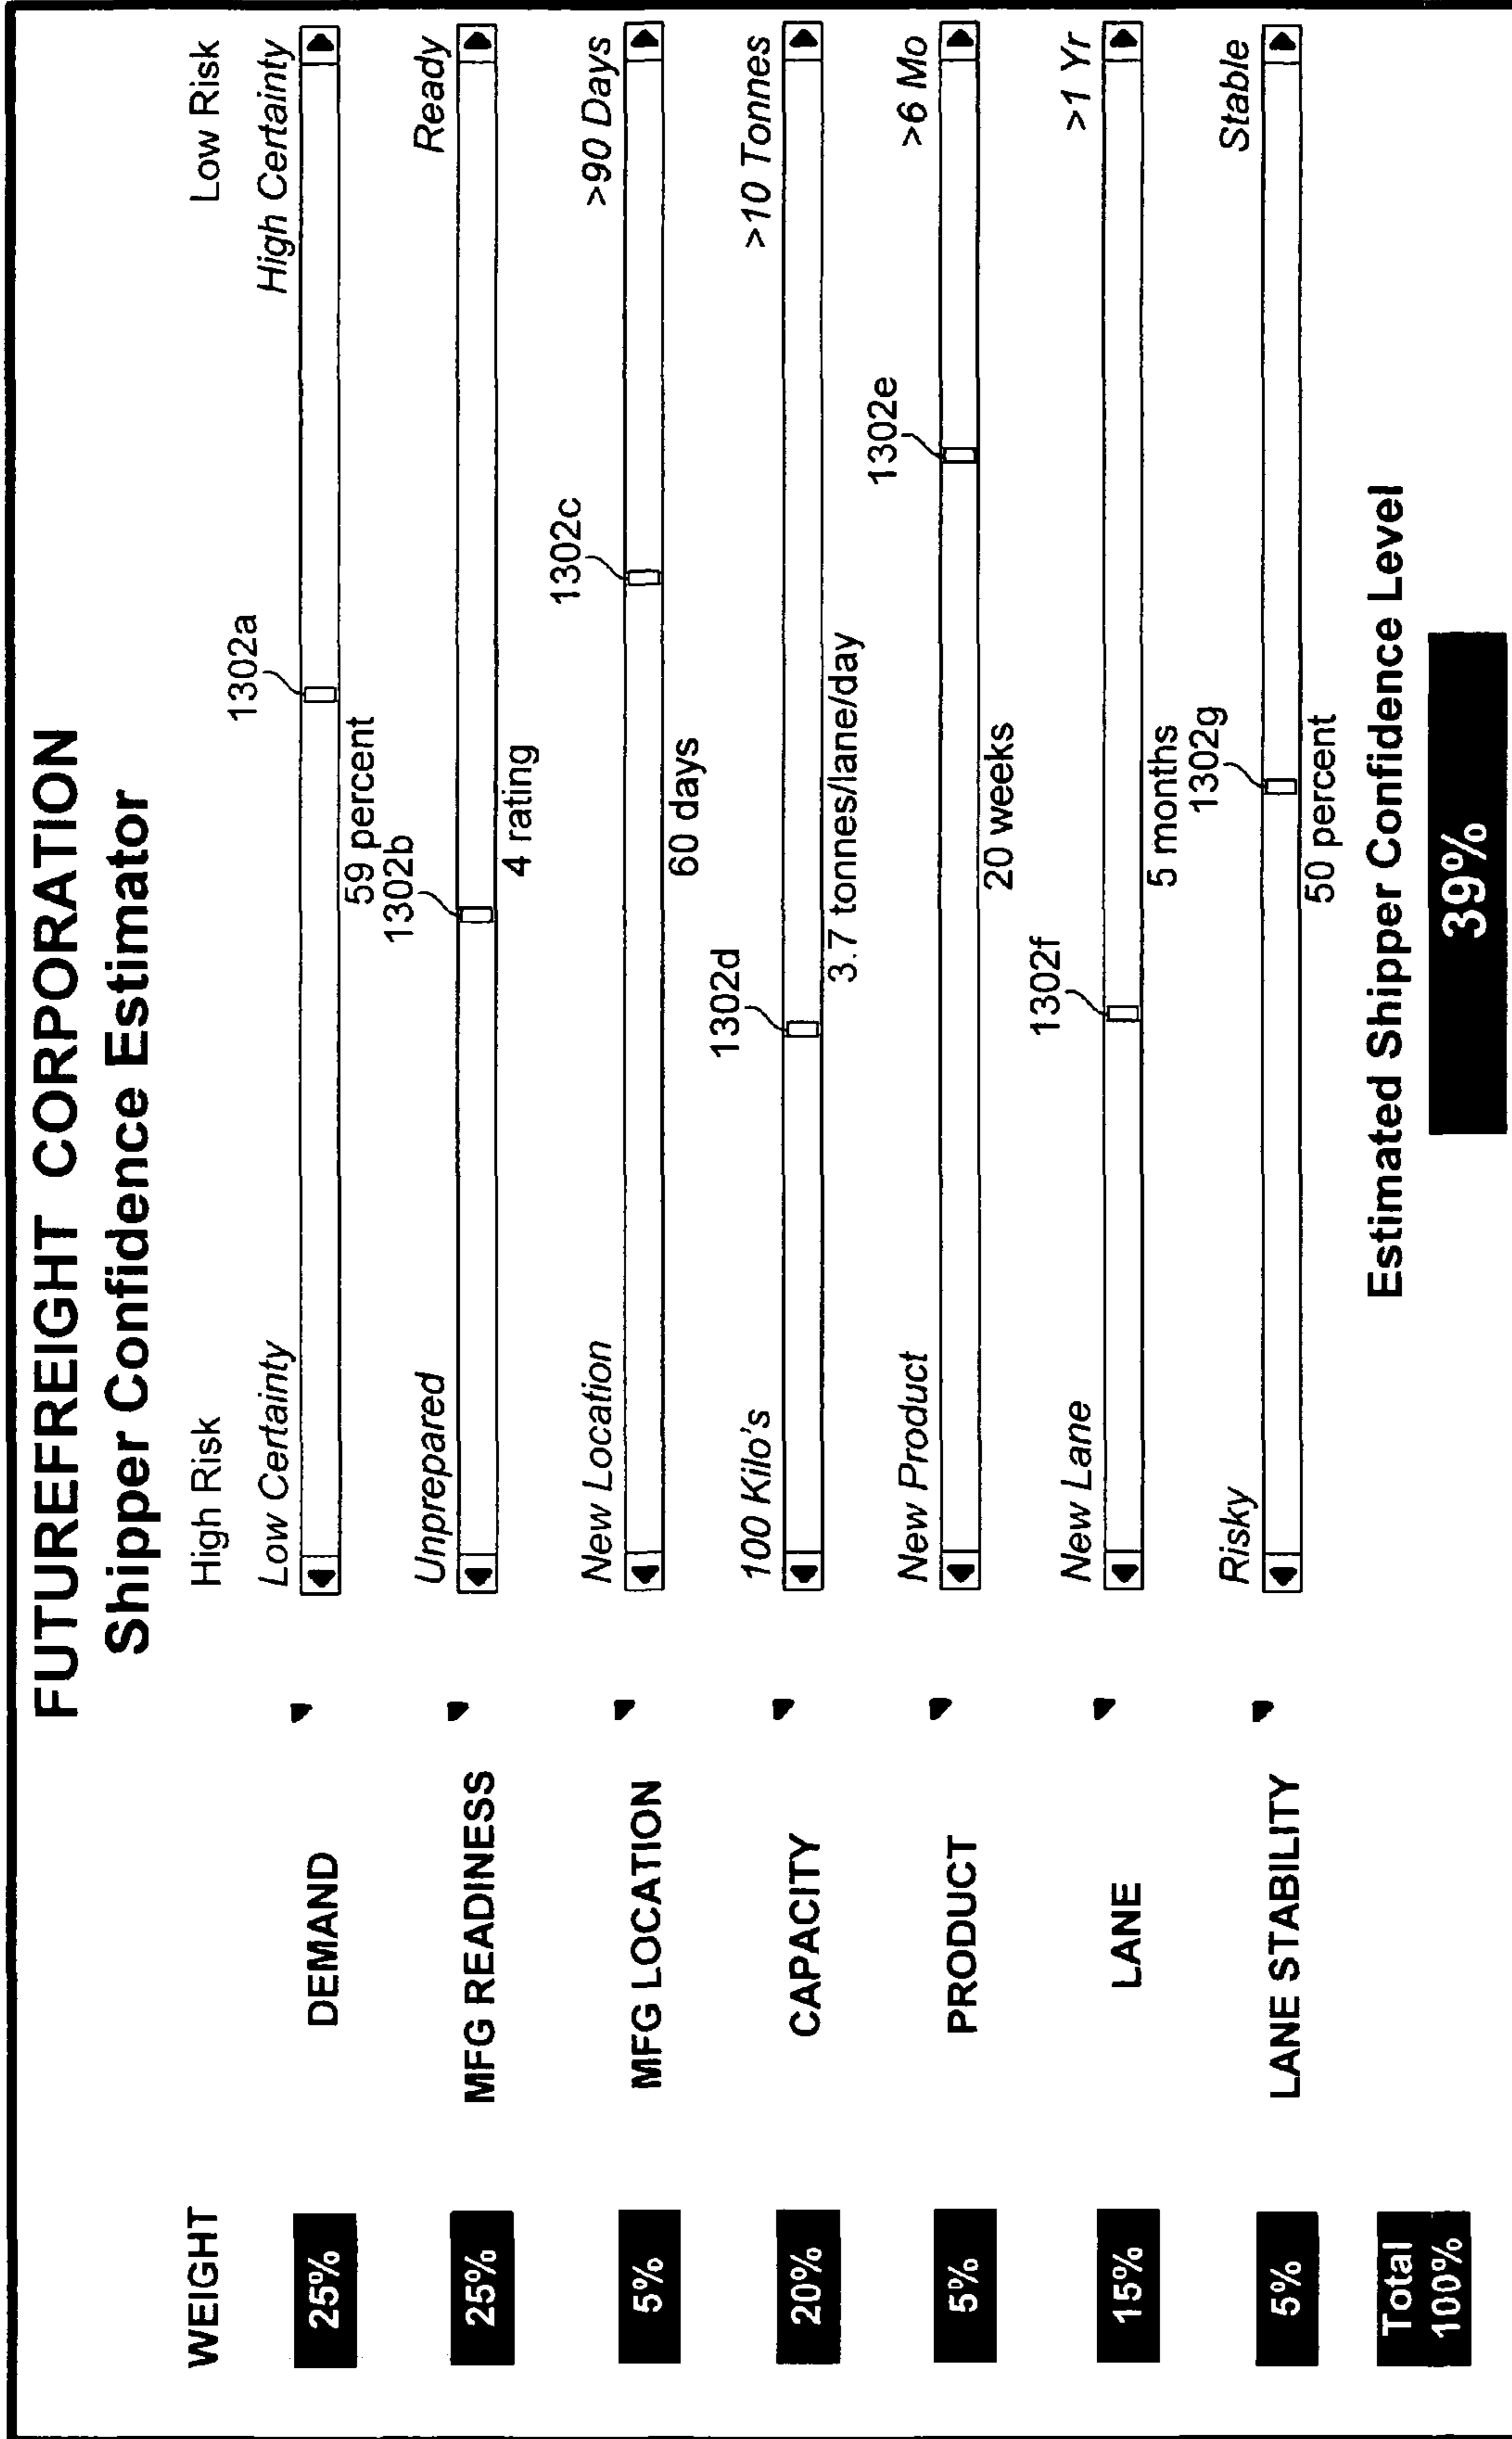 FUTUREFREIGHT CORPORATION
Shipper Confidence Estimator
WEIGHT
High Risk
Low Risk
25%
DEMAND
Low Certainty
1302a
High Certainty
59 percent
25%
MFG READINESS
Unprepared
1302b
Ready
4 rating
5%
MFG LOCATION
New Location
1302c
>90 Days
60 days
20%
CAPACITY
100 Kilo's
1302d
>10 Tonnes
3.7 tonnes/lane/day
5%
PRODUCT
New Product
1302e
>6 Mo
20 weeks
15%
LANE
New Lane
1302f
>1 Yr
5 months
5%
LANE STABILITY
Risky
1302g
Stable
50 percent
Total
100%
Estimated Shipper Confidence Level
39%